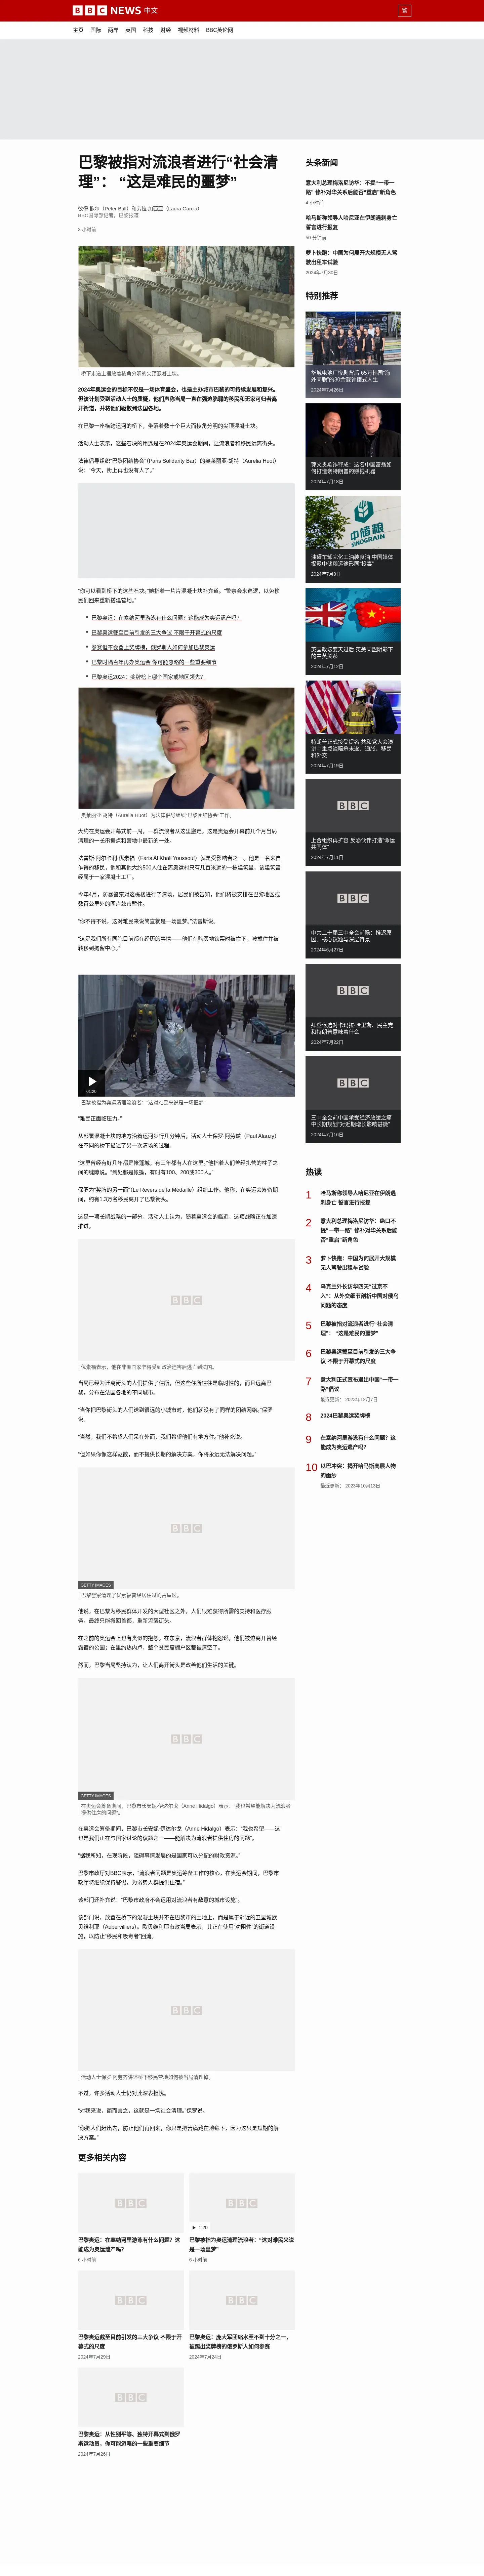 BBC NEWS 中文
繁
主页 国际 两岸 英国 科技 财经 视频材料 BBC英伦网
巴黎被指对流浪者进行“社会清
理”： “这是难民的噩梦”
彼得·鲍尔（Peter Ball）和劳拉·加西亚（Laura Garcia）
BBC国际部记者，巴黎报道
3 小时前
桥下走道上摆放着棱角分明的尖顶混凝土块。
2024年奥运会的目标不仅是一场体育盛会，也是主办城市巴黎的可持续发展和复兴。
但该计划受到活动人士的质疑，他们声称当局一直在强迫脆弱的移民和无家可归者离
开街道，并将他们驱散到法国各地。
在巴黎一座横跨运河的桥下，坐落着数十个巨大而棱角分明的尖顶混凝土块。
活动人士表示，这些石块的用途是在2024年奥运会期间，让流浪者和移民远离街头。
法律倡导组织“巴黎团结协会”（Paris Solidarity Bar）的奥莱丽亚·胡特（Aurelia Huot）
说：“今天，街上再也没有人了。”
“你可以看到桥下的这些石块。”她指着一片片混凝土块补充道。“警察会来巡逻，以免移
民们回来重新搭建营地。”
巴黎奥运：在塞纳河里游泳有什么问题？这能成为奥运遗产吗？
巴黎奥运截至目前引发的三大争议 不限于开幕式的尺度
参赛但不会登上奖牌榜，俄罗斯人如何参加巴黎奥运
巴黎时隔百年再办奥运会 你可能忽略的一些重要细节
巴黎奥运2024：奖牌榜上哪个国家或地区领先？
奥莱丽亚·胡特（Aurelia Huot）为法律倡导组织“巴黎团结协会”工作。
大约在奥运会开幕式前一周，一群流浪者从这里搬走。这是奥运会开幕前几个月当局
清理的一长串据点和营地中最新的一处。
法雷斯·阿尔卡利·优素福（Faris Al Khali Youssouf）就是受影响者之一。他是一名来自
乍得的移民，他和其他大约500人住在离奥运村只有几百米远的一栋建筑里，该建筑曾
经属于一家混凝土工厂。
今年4月，防暴警察对这栋楼进行了清场，居民们被告知，他们将被安排在巴黎地区或
数百公里外的图卢兹市暂住。
“你不得不说，这对难民来说简直就是一场噩梦。”法雷斯说。
“这是我们所有同胞目前都在经历的事情——他们在购买地铁票时被拦下，被截住并被
转移到拘留中心。”
01:20
巴黎被指为奥运清理流浪者：“这对难民来说是一场噩梦”
“难民正面临压力。”
从部署混凝土块的地方沿着运河步行几分钟后，活动人士保罗·阿劳兹（Paul Alauzy）
在不同的桥下描述了另一次清场的过程。
“这里曾经有好几年都是帐篷城。有三年都有人在这里。”他指着人们曾经扎营的柱子之
间的缝隙说。“到处都是帐篷，有时有100，200或300人。”
保罗为“奖牌的另一面”（Le Revers de la Médaille）组织工作。他称，在奥运会筹备期
间，约有1.3万名移民离开了巴黎街头。
这是一项长期战略的一部分，活动人士认为，随着奥运会的临近，这项战略正在加速
推进。
优素福表示，他在非洲国家乍得受到政治迫害后逃亡到法国。
当局已经为迁离街头的人们提供了住所，但这些住所往往是临时性的，而且远离巴
黎，分布在法国各地的不同城市。
“当你把巴黎街头的人们送到很远的小城市时，他们就没有了同样的团结网络。”保罗
说。
“当然，我们不希望人们呆在外面，我们希望他们有地方住。”他补充说。
“但如果你像这样驱散，而不提供长期的解决方案，你将永远无法解决问题。”
GETTY IMAGES
巴黎警察清理了优素福曾经居住过的占屋区。
他说，在巴黎为移民群体开发的大型社区之外，人们很难获得所需的支持和医疗服
务，最终只能搬回首都，重新流落街头。
在之前的奥运会上也有类似的抱怨。在东京，流浪者群体抱怨说，他们被迫离开曾经
露宿的公园；在里约热内卢，整个贫民窟棚户区都被清空了。
然而，巴黎当局坚持认为，让人们离开街头是改善他们生活的关键。
GETTY IMAGES
在奥运会筹备期间，巴黎市长安妮·伊达尔戈（Anne Hidalgo）表示：“我也希望能解决为流浪者
提供住房的问题”。
在奥运会筹备期间，巴黎市长安妮·伊达尔戈（Anne Hidalgo）表示：“我也希望——这
也是我们正在与国家讨论的议题之一——能解决为流浪者提供住房的问题”。
“据我所知，在现阶段，阻碍事情发展的是国家可以分配的财政资源。”
巴黎市政厅对BBC表示，“流浪者问题是奥运筹备工作的核心，在奥运会期间，巴黎市
政厅将继续保持警惕，为弱势人群提供住宿。”
该部门还补充说：“巴黎市政府不会运用对流浪者有敌意的城市设施”。
该部门说，放置在桥下的混凝土块并不在巴黎市的土地上，而是属于邻近的卫星城欧
贝维利耶（Aubervilliers）。欧贝维利耶市政当局表示，其正在使用“劝阻性”的街道设
施，以防止“移民和吸毒者”回流。
活动人士保罗·阿劳齐讲述桥下移民营地如何被当局清理掉。
不过，许多活动人士仍对此深表担忧。
“对我来说，简而言之，这就是一场社会清理。”保罗说。
“你把人们赶出去，防止他们再回来，你只是把苦痛藏在地毯下，因为这只是短期的解
决方案。”
更多相关内容
巴黎奥运：在塞纳河里游泳有什么问题？这
能成为奥运遗产吗？
6 小时前
1:20
巴黎被指为奥运清理流浪者：“这对难民来说
是一场噩梦”
6 小时前
巴黎奥运截至目前引发的三大争议 不限于开
幕式的尺度
2024年7月29日
巴黎奥运：庞大军团缩水至不到十分之一，
被踢出奖牌榜的俄罗斯人如何参赛
2024年7月24日
巴黎奥运：从性别平等、独特开幕式到俄罗
斯运动员，你可能忽略的一些重要细节
2024年7月20日
头条新闻
意大利总理梅洛尼访华：不提“一带一
路” 修补对华关系后能否“重启”新角色
4 小时前
哈马斯称领导人哈尼亚在伊朗遇刺身亡
誓言进行报复
50 分钟前
萝卜快跑：中国为何展开大规模无人驾
驶出租车试验
2024年7月30日
特别推荐
华城电池厂惨剧背后 65万韩国“海
外同胞”的30余载钟摆式人生
2024年7月26日
郭文贵欺诈罪成：这名中国富翁如
何打造亲特朗普的赚钱机器
2024年7月18日
油罐车卸完化工油装食油 中国媒体
揭露中储粮运输形同“投毒”
2024年7月9日
英国政坛变天过后 英美同盟阴影下
的中英关系
2024年7月12日
特朗普正式接受提名 共和党大会演
讲中重点谈暗杀未遂、通胀、移民
和外交
2024年7月19日
上合组织再扩容 反恐伙伴打造“命运
共同体”
2024年7月11日
中共二十届三中全会前瞻：推迟原
因、核心议题与深层背景
2024年6月27日
拜登退选对卡玛拉·哈里斯、民主党
和特朗普意味着什么
2024年7月22日
三中全会前中国承受经济放缓之痛
中长期规划“对近期增长影响甚微”
2024年7月16日
热读
1 哈马斯称领导人哈尼亚在伊朗遇
刺身亡 誓言进行报复
2 意大利总理梅洛尼访华：绝口不
提“一带一路” 修补对华关系后能
否“重启”新角色
3 萝卜快跑：中国为何展开大规模
无人驾驶出租车试验
4 乌克兰外长访华四天“过京不
入”：从外交细节剖析中国对俄乌
问题的态度
5 巴黎被指对流浪者进行“社会清
理”： “这是难民的噩梦”
6 巴黎奥运截至目前引发的三大争
议 不限于开幕式的尺度
7 意大利正式宣布退出中国“一带一
路”倡议
最近更新： 2023年12月7日
8 2024巴黎奥运奖牌榜
9 在塞纳河里游泳有什么问题？这
能成为奥运遗产吗？
10 以巴冲突：揭开哈马斯高层人物
的面纱
最近更新： 2023年10月13日